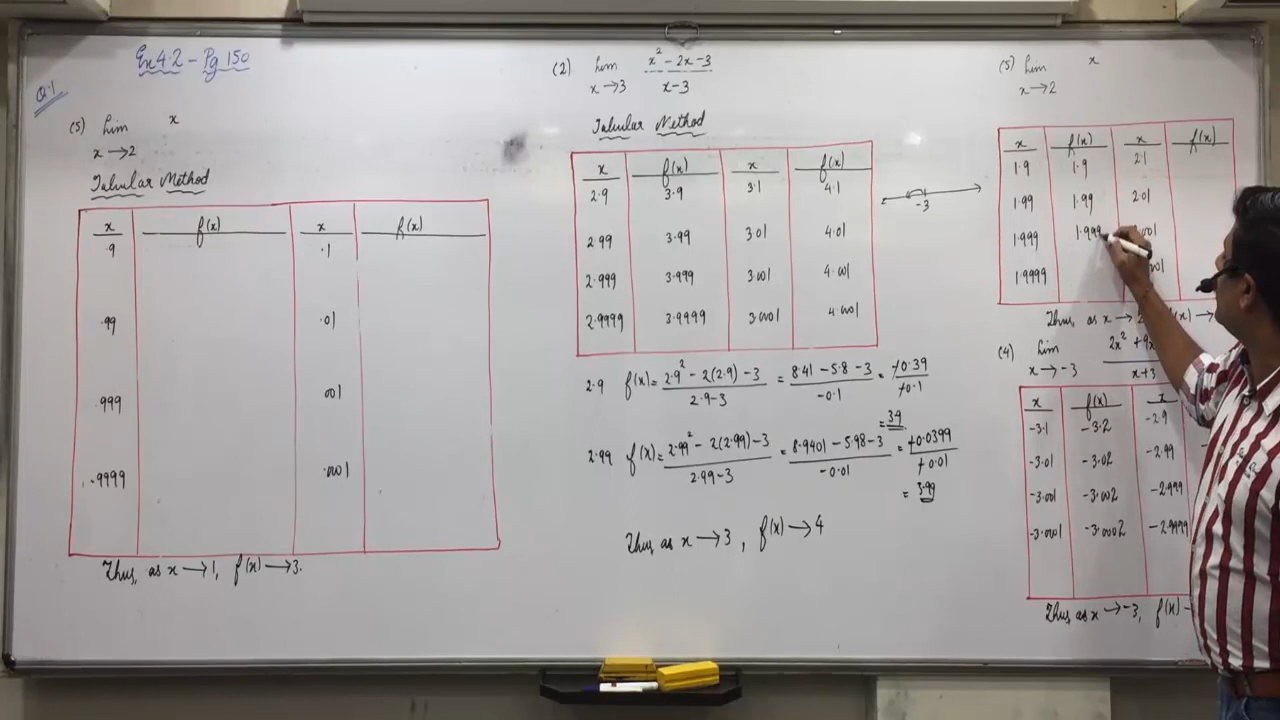 Ex 4.2 - Pg 150
Q.1
(5) Lim x
x→2
Tabular Method
x f(x) x f(x)
.9 .1
.99 .01
.999 .001
.9999 .0001
Thus, as x→1, f(x)→3.
(2) Lim x² - 2x - 3
x→3 x-3
Tabular Method
x f(x) x f(x)
2.9 3.9 3.1 4.1
2.99 3.99 3.01 4.01
2.999 3.999 3.001 4.001
2.9999 3.9999 3.0001 4.0001
-3
2.9 f(x) = 2.9² - 2(2.9) - 3 = 8.41 - 5.8 - 3 = -0.39
2.9-3 -0.1 -0.1
= 3.9
2.99 f(x) = 2.99² - 2(2.99) - 3 = 8.9401 - 5.98 - 3 = -0.0399
2.99-3 -0.01 -0.01
= 3.99
Thus as x→3, f(x)→4
(5) Lim x
x→2
x f(x) x f(x)
1.9 1.9 2.1
1.99 1.99 2.01
1.999 1.999
1.9999
Thus, as x→2
(4) Lim 2x² + 9x
x→-3 x+3
x f(x) x
-3.1 -3.2 -2.9
-3.01 -3.02 -2.99
-3.001 -3.002 -2.999
-3.0001 -3.0002 -2.9999
Thus, as x→-3, f(x)